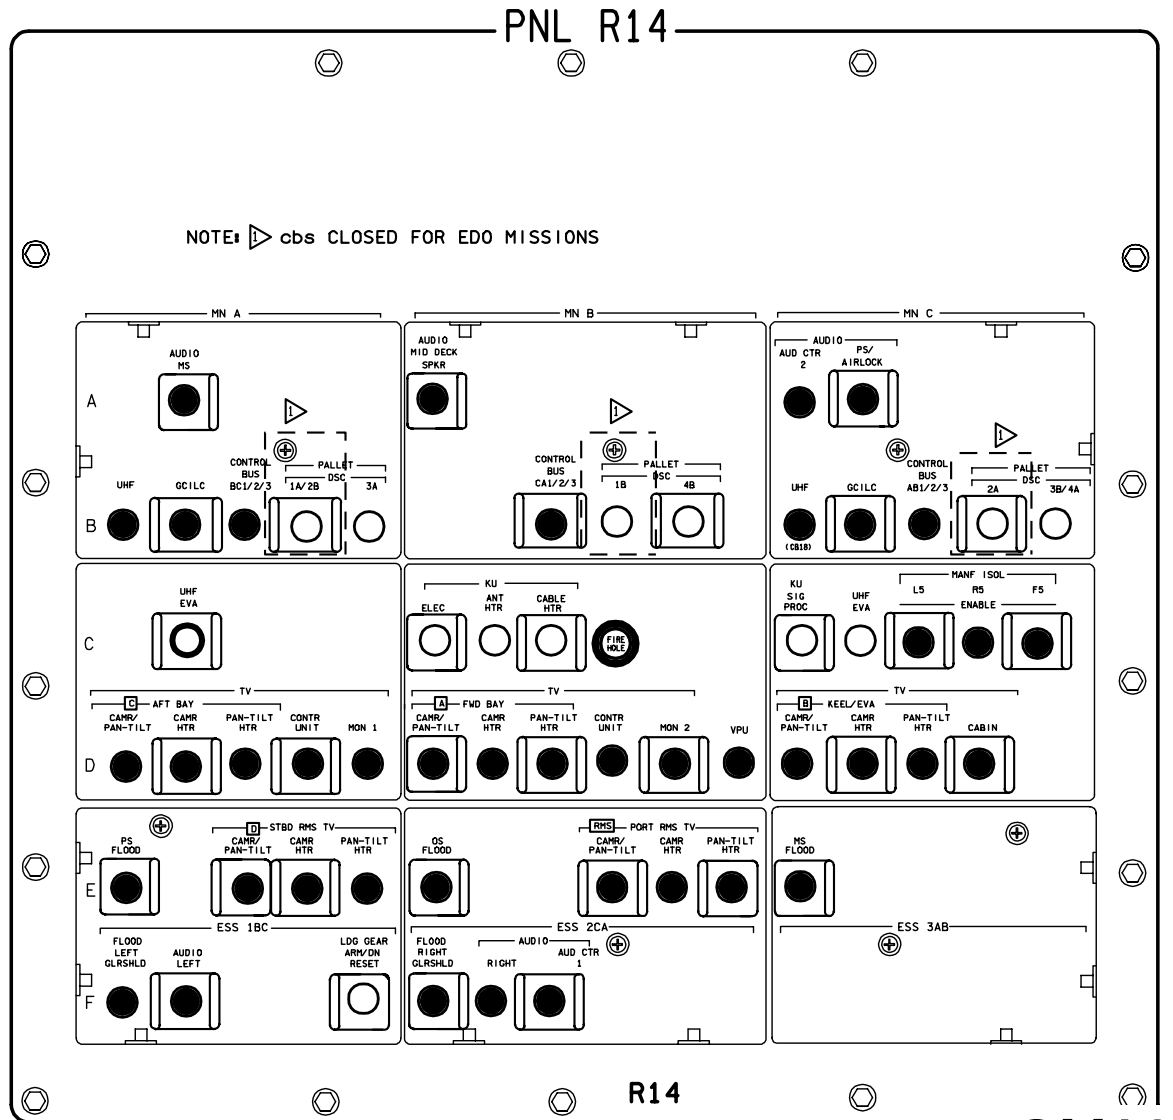 PNL R14
NOTE: 1 cbs CLOSED FOR EDO MISSIONS
MN A
MN B
MN C
A
AUDIO
MS
AUDIO
MID DECK
SPKR
AUDIO
AUD CTR
2
PS/
AIRLOCK
1
1
1
B
UHF
GCILC
CONTROL
BUS
BC1/2/3
PALLET
DSC
1A/2B
3A
CONTROL
BUS
CA1/2/3
PALLET
DSC
1B
4B
UHF
(CB18)
GCILC
CONTROL
BUS
AB1/2/3
PALLET
DSC
2A
3B/4A
C
UHF
EVA
KU
ELEC
ANT
HTR
CABLE
HTR
FIRE
HOLE
KU
SIG
PROC
UHF
EVA
MANF ISOL
L5
R5
F5
ENABLE
D
TV
C AFT BAY
CAMR/
PAN-TILT
CAMR
HTR
PAN-TILT
HTR
CONTR
UNIT
MON 1
TV
A FWD BAY
CAMR/
PAN-TILT
CAMR
HTR
PAN-TILT
HTR
CONTR
UNIT
MON 2
VPU
TV
B KEEL/EVA
CAMR/
PAN-TILT
CAMR
HTR
PAN-TILT
HTR
CABIN
E
PS
FLOOD
D STBD RMS TV
CAMR/
PAN-TILT
CAMR
HTR
PAN-TILT
HTR
OS
FLOOD
RMS PORT RMS TV
CAMR/
PAN-TILT
CAMR
HTR
PAN-TILT
HTR
MS
FLOOD
ESS 1BC
ESS 2CA
ESS 3AB
F
FLOOD
LEFT
GLRSHLD
AUDIO
LEFT
LDG GEAR
ARM/DN
RESET
FLOOD
RIGHT
GLRSHLD
AUDIO
RIGHT
AUD CTR
1
R14